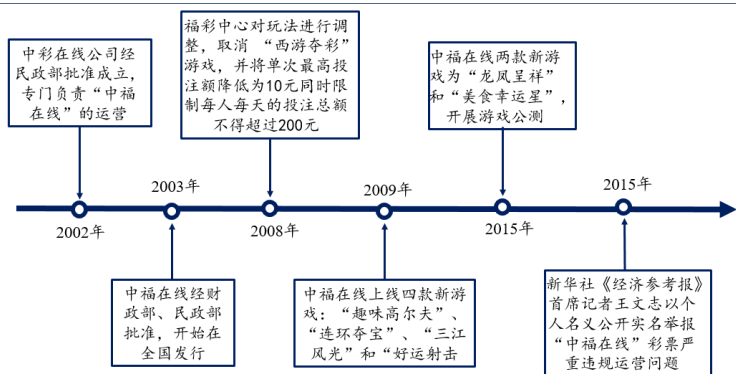 中彩在线公司经
民政部批准成立,
专门负责“中福
在线”的运营
福彩中心对玩法进行调
整,取消 “西游夺彩”
游戏,并将单次最高投
注额降低为10元同时限
制每人每天的投注总额
不得超过200元
中福在线两款新游
戏为“龙凤呈祥”
和“美食幸运星”,
开展游戏公测
2003年
2009年
2015年
2002年
2008年
2015年
中福在线经财
政部、民政部
批准,开始在
全国发行
中福在线上线四款新游
戏:“趣味高尔夫”、
“连环夺宝”、“三江
风光”和“好运射击
新华社《经济参考报》
首席记者王文志以个
人名义公开实名举报
“中福在线”彩票严
重违规运营问题